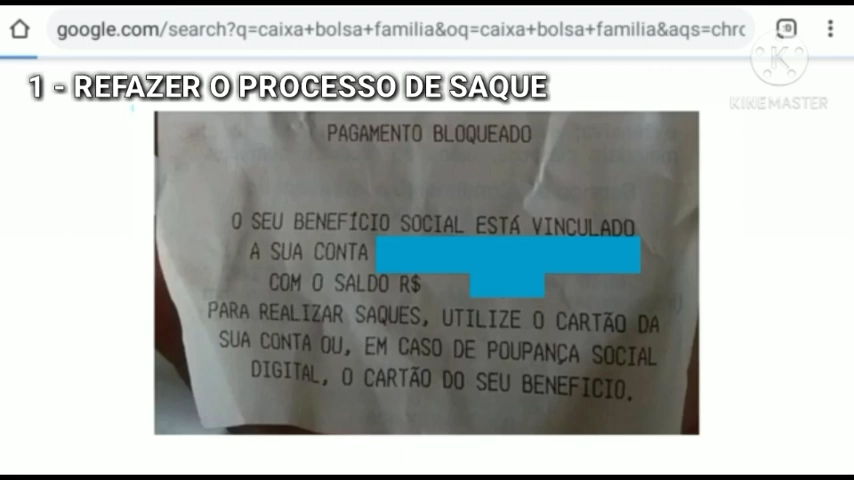 google.com/search?q=caixa+bolsa+familia&oq=caixa+bolsa+familia&aqs=chro
KINEMASTER
1 - REFAZER O PROCESSO DE SAQUE
PAGAMENTO BLOQUEADO
O SEU BENEFÍCIO SOCIAL ESTÁ VINCULADO
A SUA CONTA
COM O SALDO R$
PARA REALIZAR SAQUES, UTILIZE O CARTÃO DA
SUA CONTA OU, EM CASO DE POUPANÇA SOCIAL
DIGITAL, O CARTÃO DO SEU BENEFICIO.